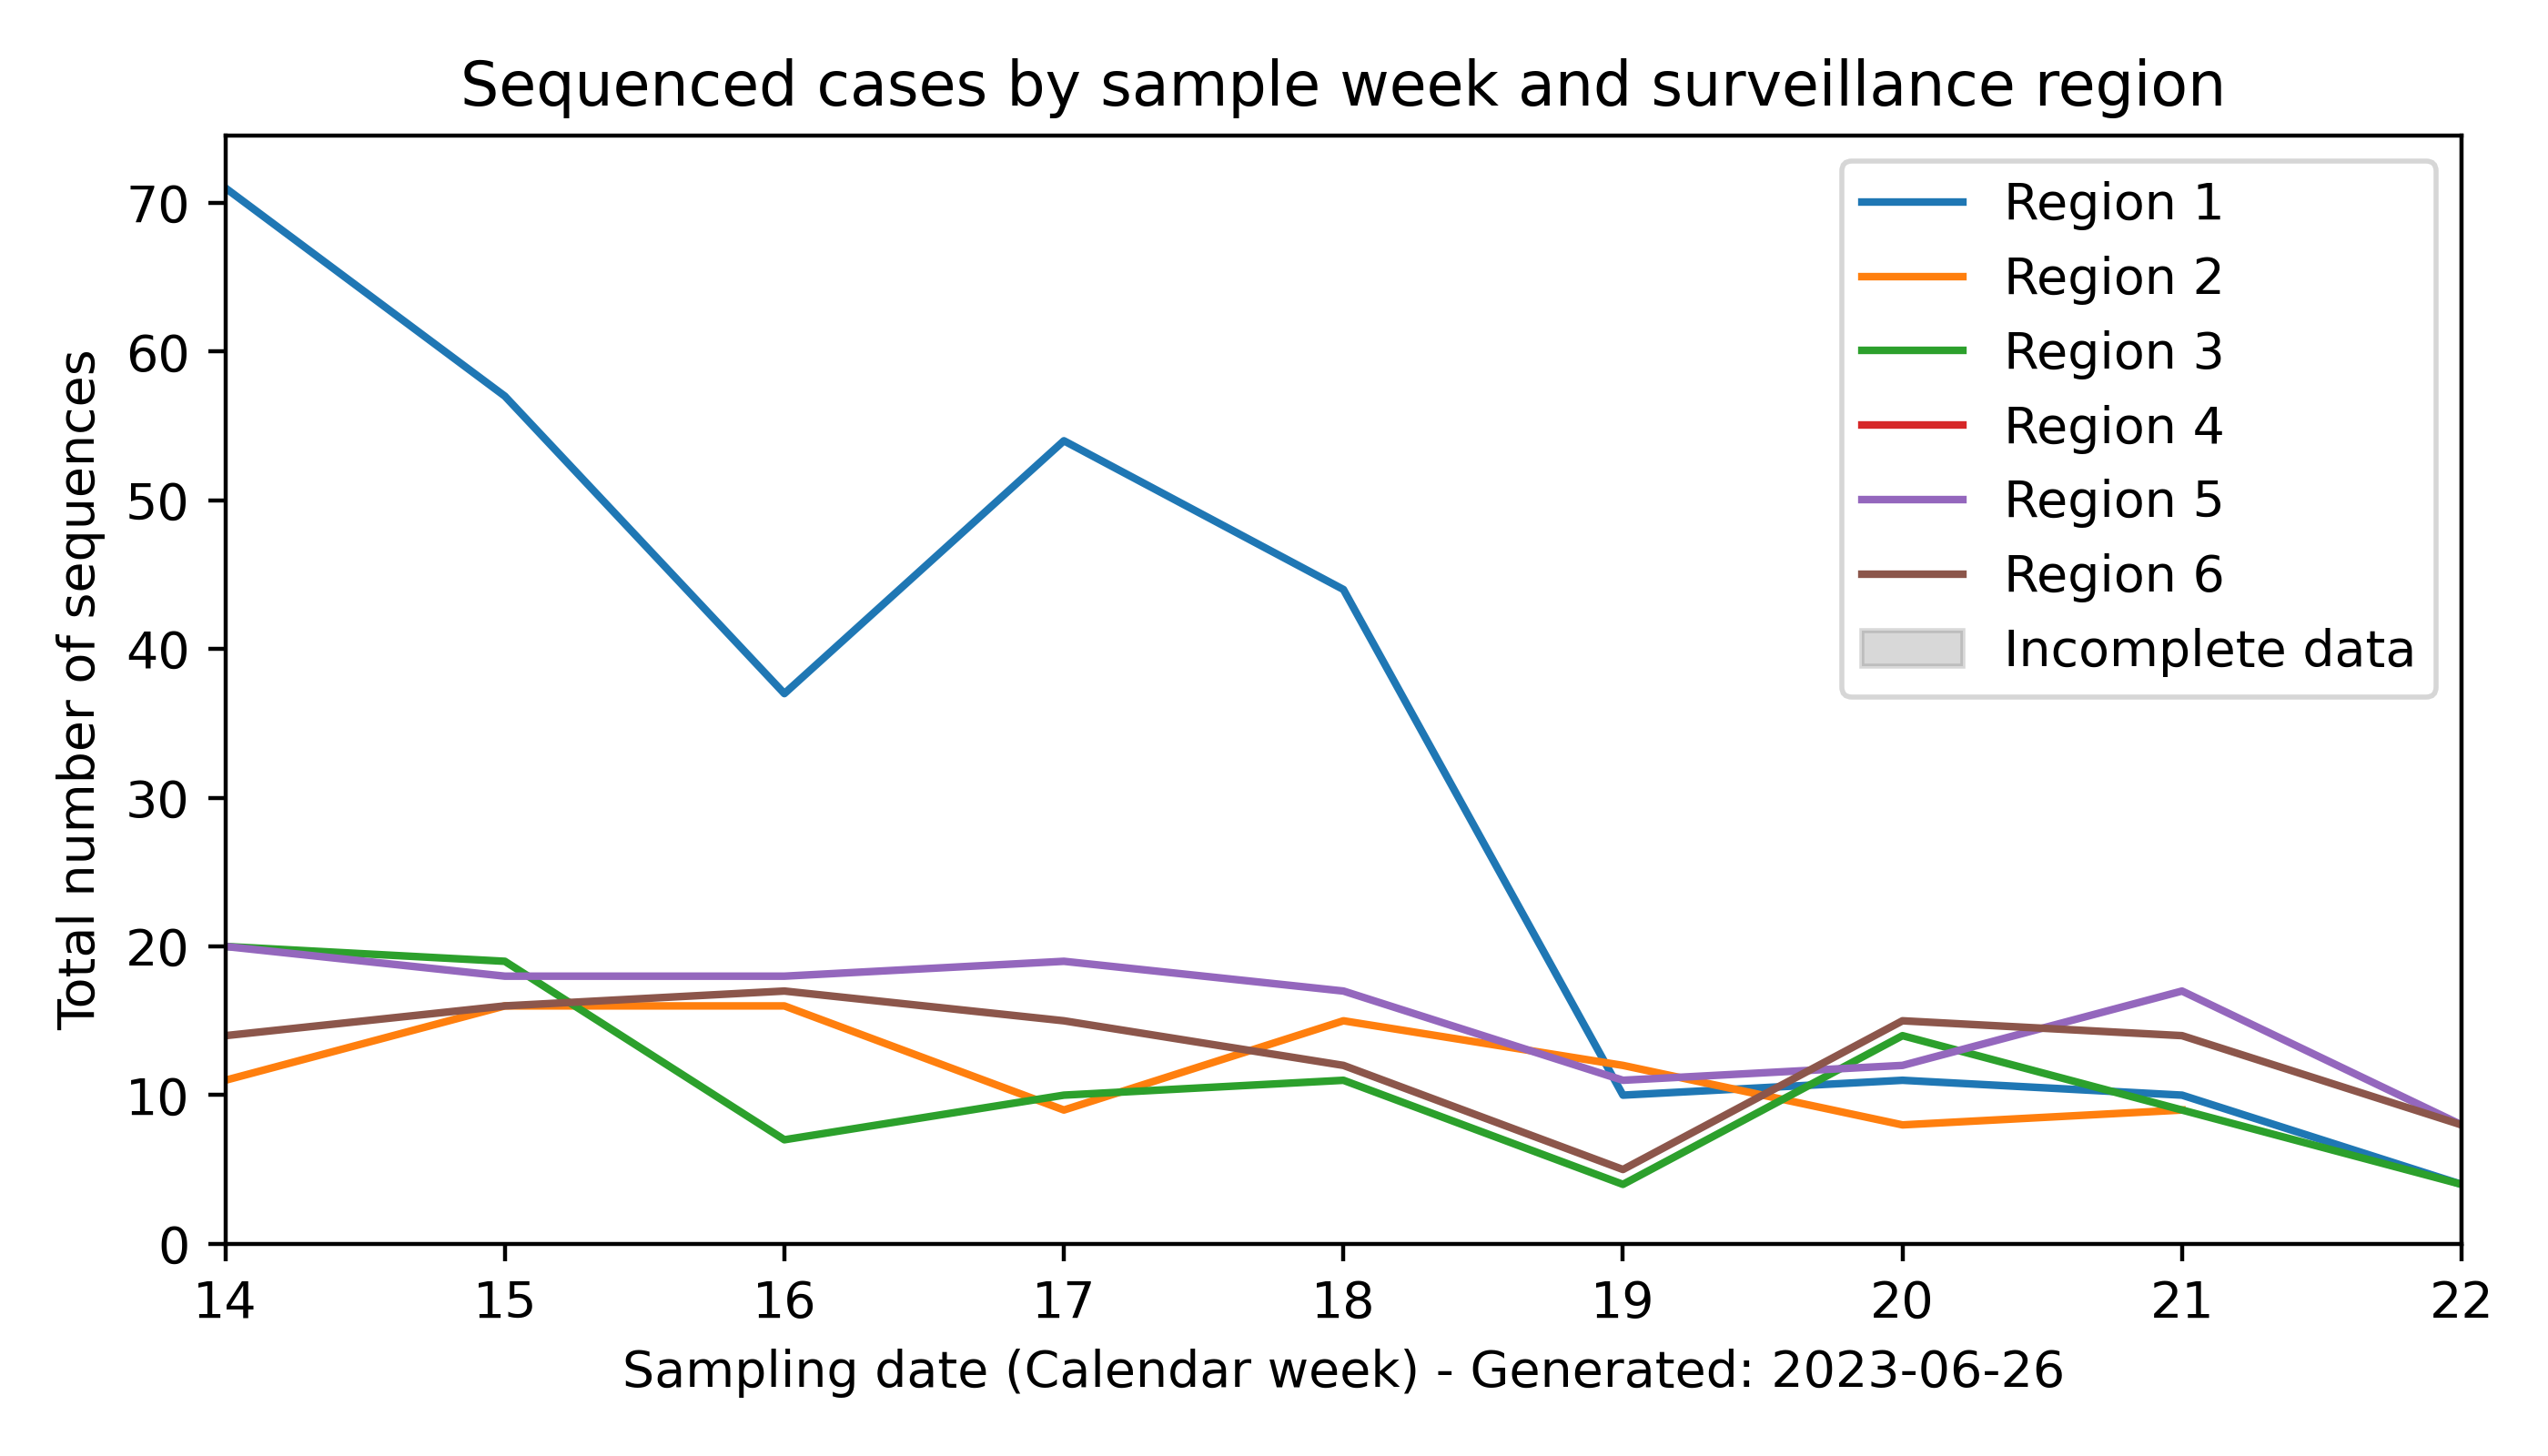 Sequenced cases by sample week and surveillance region
Total number of sequences
70
60
50
40
30
20
10
0
14 15 16 17 18 19 20 21 22
Sampling date (Calendar week) - Generated: 2023-06-26
Region 1
Region 2
Region 3
Region 4
Region 5
Region 6
Incomplete data